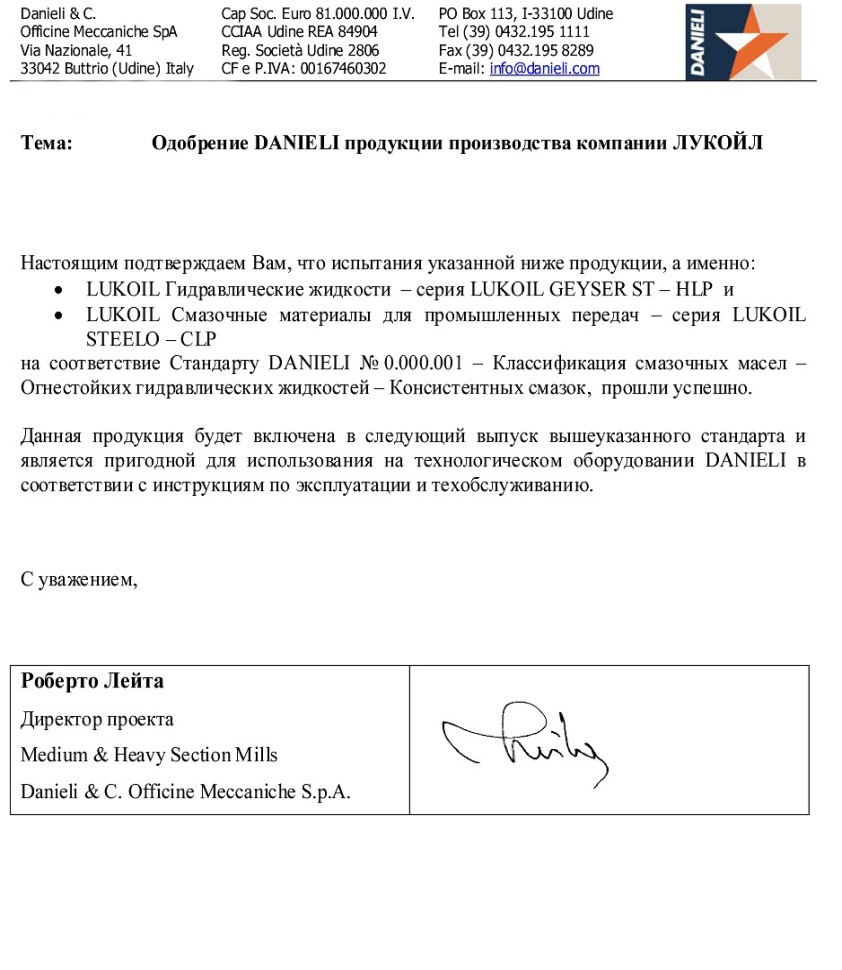 Danieli & C.
Officine Meccaniche SpA
Via Nazionale, 41
33042 Buttrio (Udine) Italy
Cap Soc. Euro 81.000.000 I.V.
CCIAA Udine REA 84904
Reg. Società Udine 2806
CF e P.IVA: 00167460302
PO Box 113, I-33100 Udine
Tel (39) 0432.195 1111
Fax (39) 0432.195 8289
E-mail: info@danieli.com
DANIELI
Тема: Одобрение DANIELI продукции производства компании ЛУКОЙЛ
Настоящим подтверждаем Вам, что испытания указанной ниже продукции, а именно:
• LUKOIL Гидравлические жидкости – серия LUKOIL GEYSER ST – HLP и
• LUKOIL Смазочные материалы для промышленных передач – серия LUKOIL
STEELO – CLP
на соответствие Стандарту DANIELI № 0.000.001 – Классификация смазочных масел –
Огнестойких гидравлических жидкостей – Консистентных смазок, прошли успешно.
Данная продукция будет включена в следующий выпуск вышеуказанного стандарта и
является пригодной для использования на технологическом оборудовании DANIELI в
соответствии с инструкциям по эксплуатации и техобслуживанию.
С уважением,
Роберто Лейта
Директор проекта
Medium & Heavy Section Mills
Danieli & C. Officine Meccaniche S.p.A.